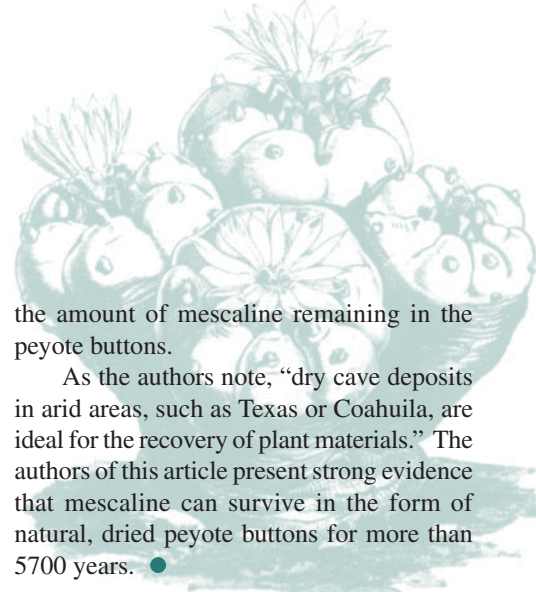 the amount of mescaline remaining in the
peyote buttons.
As the authors note, “dry cave deposits
in arid areas, such as Texas or Coahuila, are
ideal for the recovery of plant materials.” The
authors of this article present strong evidence
that mescaline can survive in the form of
natural, dried peyote buttons for more than
5700 years. ●